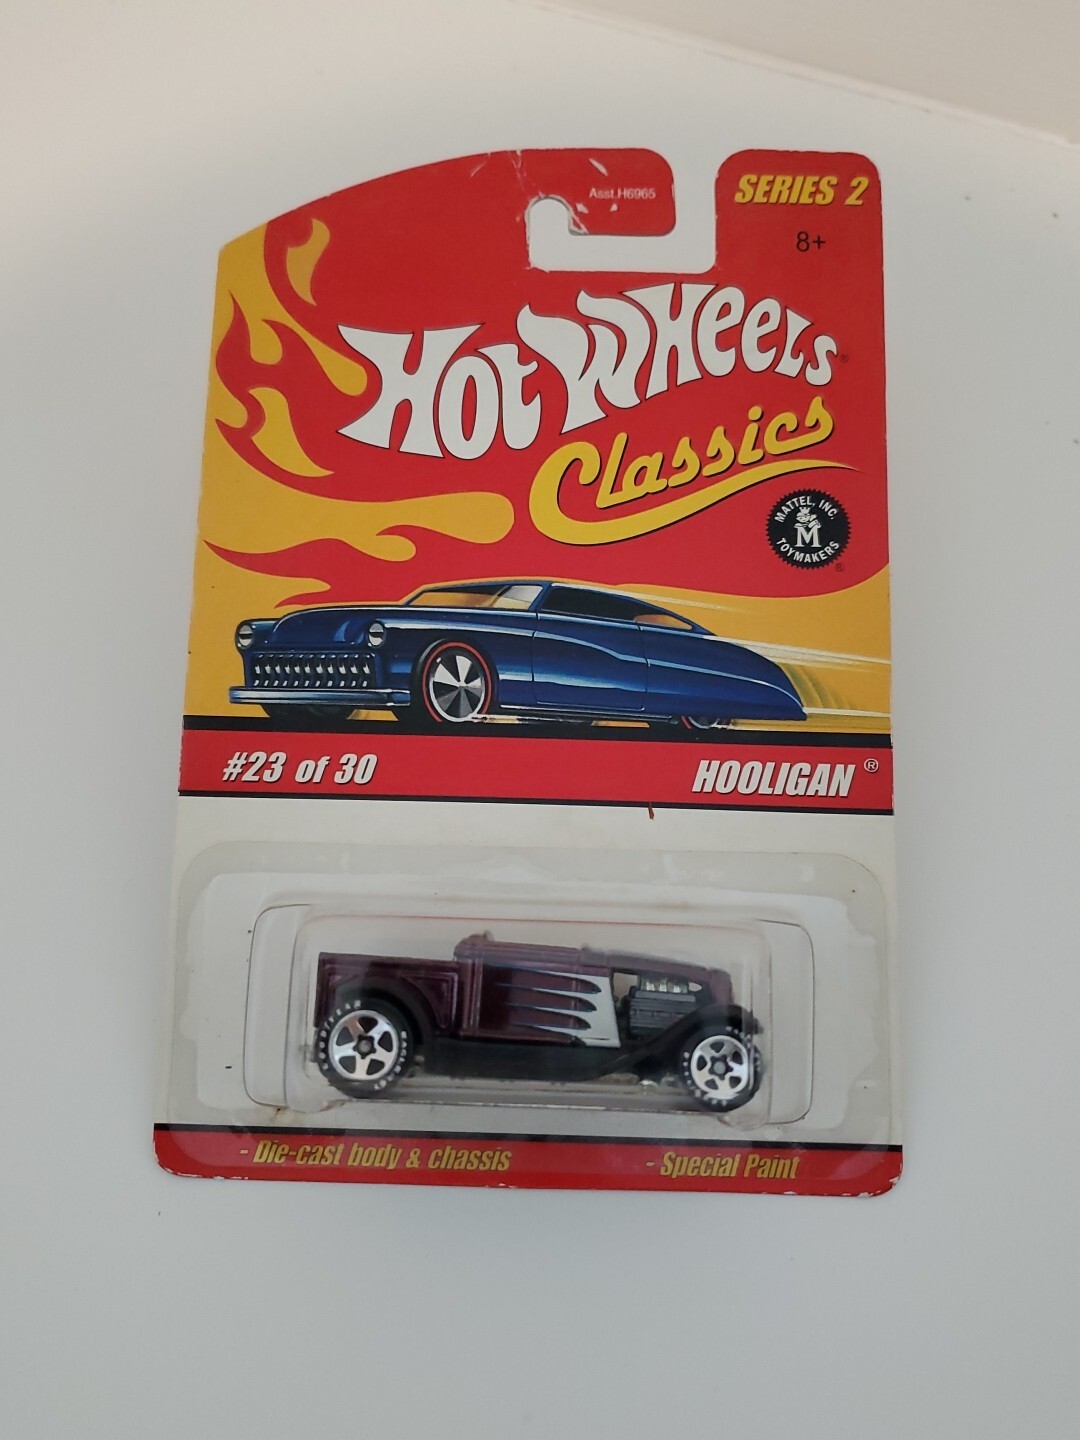 Asst.H6965
SERIES 2
8+
Hot Wheels®
Classics
MATTEL, INC.
M
TOYMAKERS
®
#23 of 30
HOOLIGAN®
- Die-cast body & chassis
- Special Paint